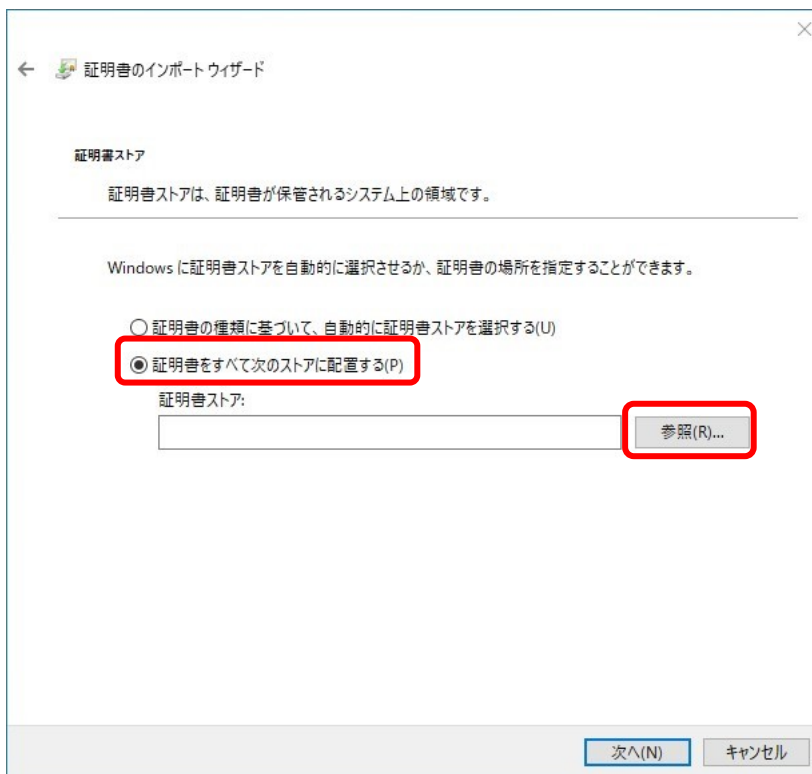 証明書のインポート ウィザード
証明書ストア
証明書ストアは、証明書が保管されるシステム上の領域です。
Windows に証明書ストアを自動的に選択させるか、証明書の場所を指定することができます。
証明書の種類に基づいて、自動的に証明書ストアを選択する(U)
証明書をすべて次のストアに配置する(P)
証明書ストア:
参照(R)...
次へ(N)
キャンセル